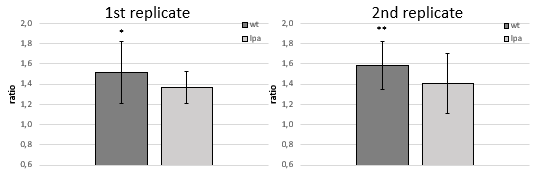 1st replicate
wt
lpa
*
2,0
1,8
1,6
1,4
1,2
1,0
0,8
0,6
ratio
2nd replicate
wt
lpa
**
2,0
1,8
1,6
1,4
1,2
1,0
0,8
0,6
ratio